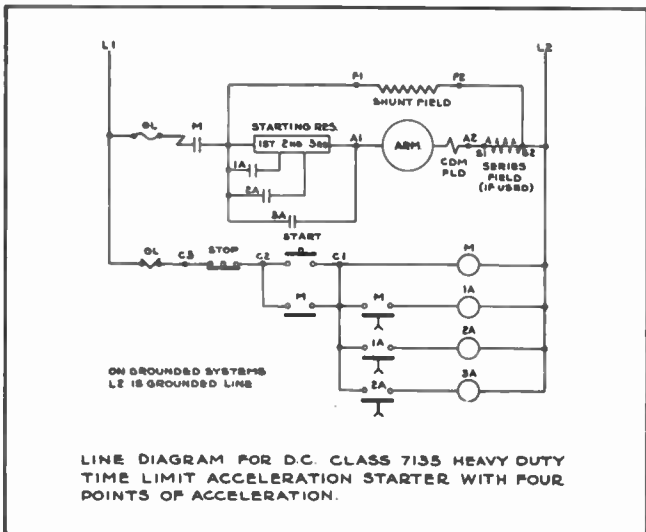 L1
L2
F1
F2
SHUNT FIELD
OL
M
STARTING RES.
1ST 2ND 3RD
A1
ARM
A2
S1
S2
COM FLD
SERIES FIELD (IF USED)
1A
2A
3A
START
OL
C3
STOP
C2
C1
M
M
M
1A
1A
2A
2A
3A
ON GROUNDED SYSTEMS
L2 IS GROUNDED LINE
LINE DIAGRAM FOR D.C. CLASS 7135 HEAVY DUTY
TIME LIMIT ACCELERATION STARTER WITH FOUR
POINTS OF ACCELERATION.